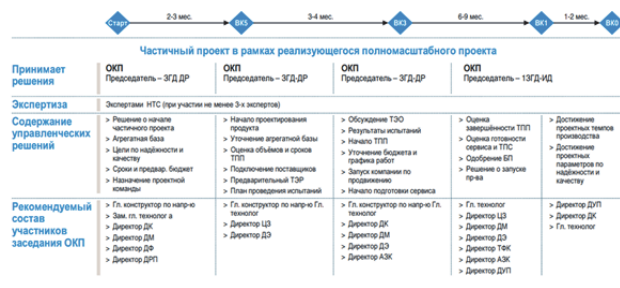 Старт 2-3 мес. ВК5 3-4 мес. ВК3 6-9 мес. ВК1 1-2 мес. ВК0
Частичный проект в рамках реализующегося полномасштабного проекта
Принимает
решения
ОКП
Председатель – ЗГД ДР
ОКП
Председатель – ЗГД-ДР
ОКП
Председатель – ЗГД-ДР
ОКП
Председатель – 1ЗГД-ИД
Экспертиза
Экспертами НТС (при участии не менее 3-х экспертов)
Содержание
управленческих
решений
> Решение о начале
частичного проекта
> Агрегатная база
> Цели по надёжности и
качеству
> Сроки и предвар. бюджет
> Назначение проектной
команды
> Начало проектирования
продукта
> Уточнение агрегатной базы
> Оценка объёмов и сроков
ТПП
> Подключение поставщиков
> Предварительный ТЭР
> План проведения испытаний
> Обсуждение ТЭО
> Результаты испытаний
> Начало ТПП
> Уточнение бюджета и
графика работ
> Запуск компании по
продвижению
> Начало подготовки сервиса
> Оценка
завершённости ТПП
> Оценка готовности
сервиса и ТПС
> Одобрение БП
> Решение о запуске
пр-ва
> Достижение
проектных темпов
производства
> Достижение
проектных
параметров по
надёжности и
качеству
Рекомендуемый
состав
участников
заседания ОКП
> Гл. конструктор по напр-ю
> Зам. гл. технолог а
> Директор ДК
> Директор ДМ
> Директор ДФ
> Директор ДРП
> Гл. конструктор по напр-ю Гл.
технолог
> Директор ЦЗ
> Директор ДЭ
> Гл. конструктор по напр-ю Гл.
технолог
> Директор ДК
> Директор ДМ
> Директор ДЭ
> Директор АЗК
> Гл. технолог
> Директор ЦЗ
> Директор ДМ
> Директор ДЭ
> Директор ТФК
> Директор АЗК
> Директор ДУП
> Директор ДУП
> Директор ДК
> Гл. технолог